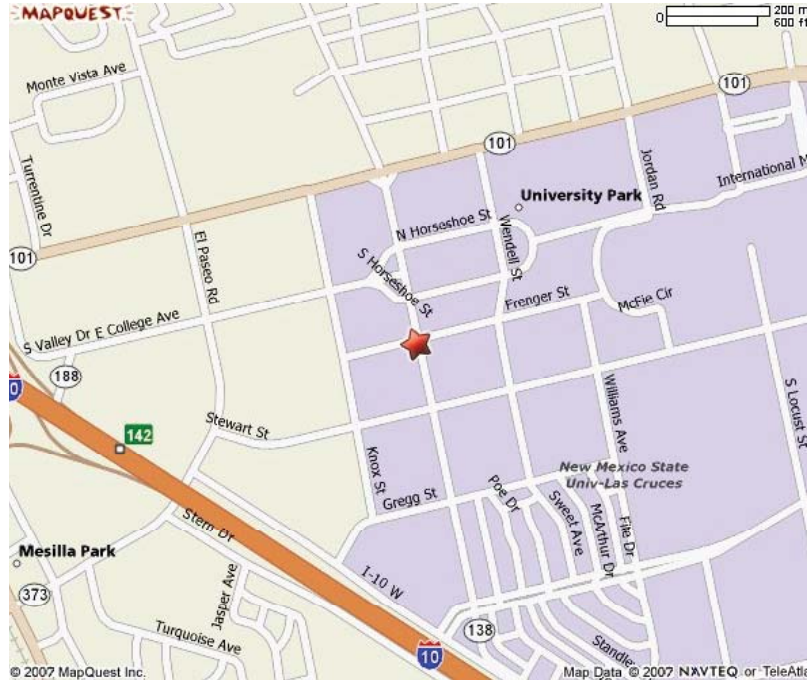 MAPQUEST.
0 200 m
600 ft
Monte Vista Ave
101
101
Turrentine Dr
Jordan Rd
International M
University Park
N Horseshoe St
Wendell St
El Paseo Rd
101
S Horseshoe St
Frenger St
McFie Cir
S Valley Dr E College Ave
188
0
Williams Ave
S Locust St
142
Stewart St
Knox St
New Mexico State
Univ-Las Cruces
Gregg St
Poe Dr
Sweet Ave
McArthur Dr
File Dr
Stern Dr
Mesilla Park
I-10 W
373
Jasper Ave
Turquoise Ave
138
10
Standle
© 2007 MapQuest Inc.
Map Data © 2007 NAVTEQ or TeleAtla